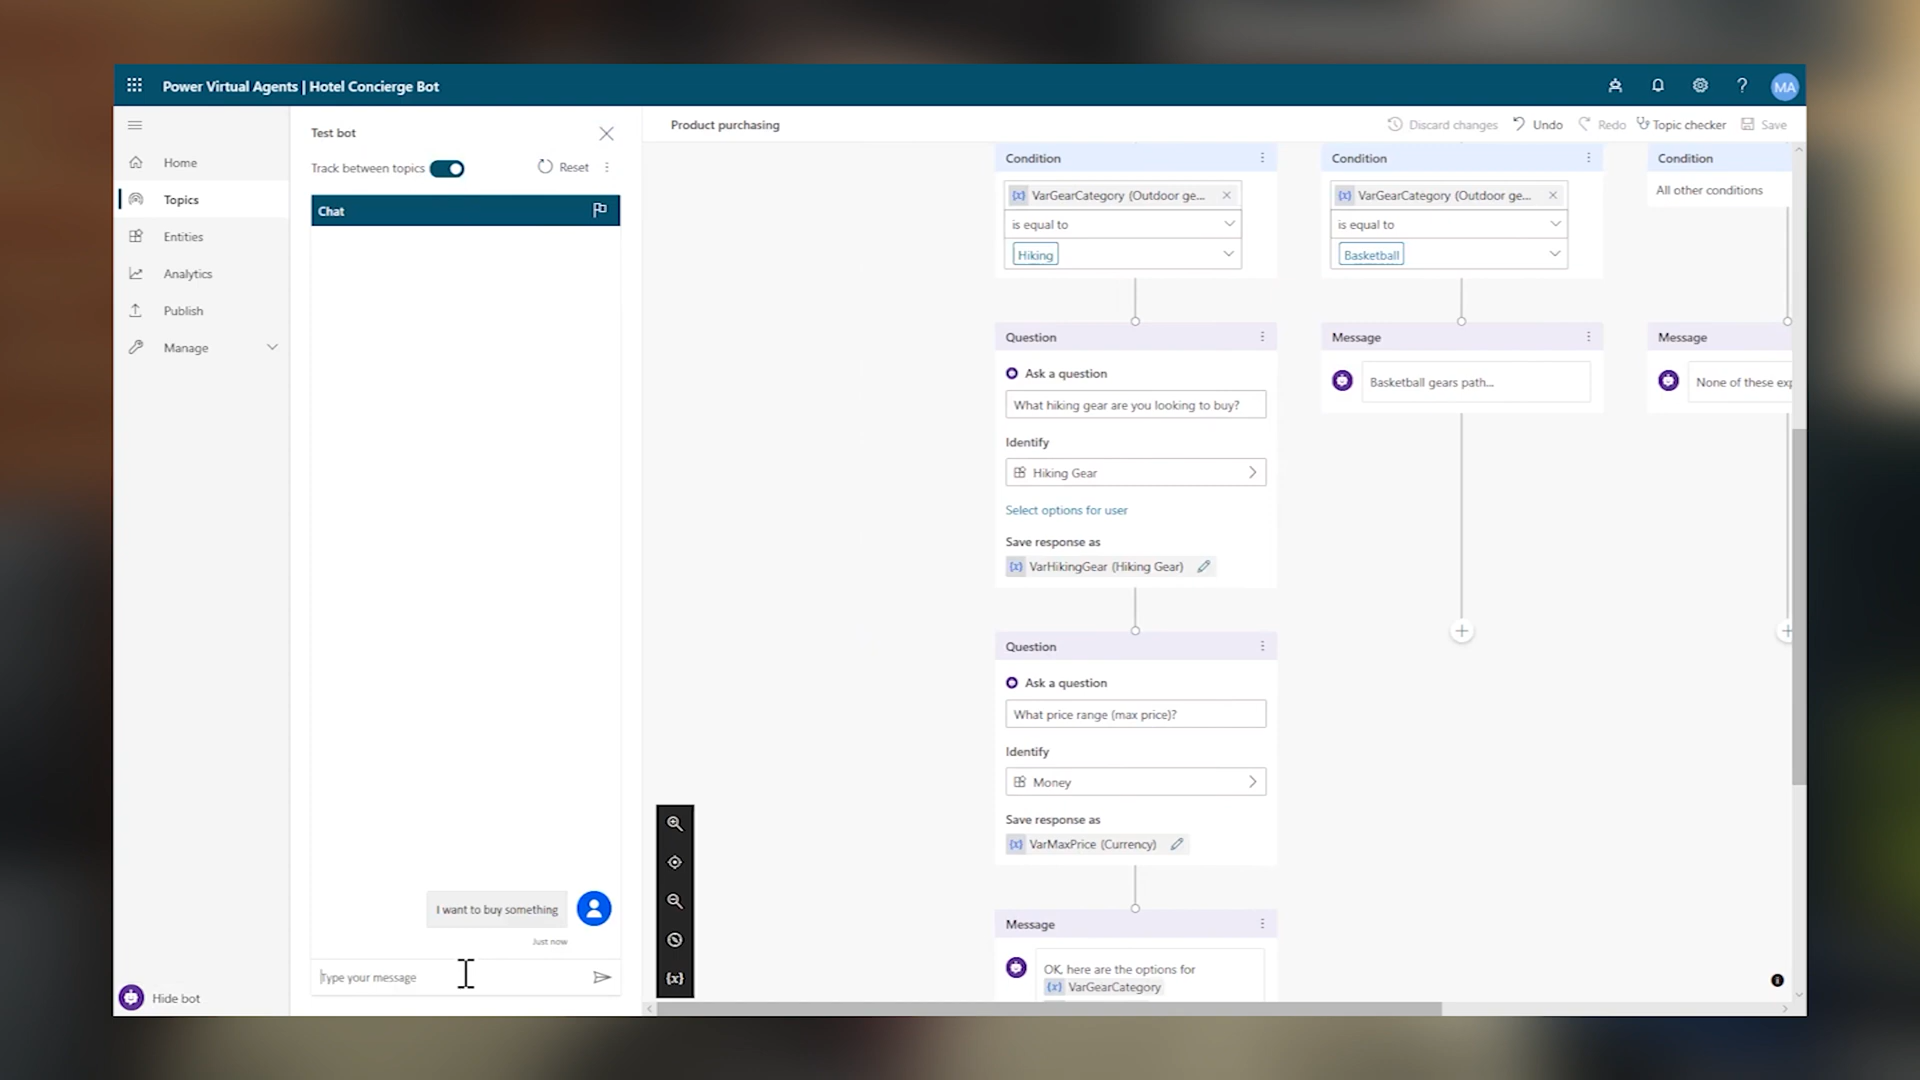 Power Virtual Agents | Hotel Concierge Bot
?
MA
Home
Topics
Entities
Analytics
Publish
Manage
Hide bot
Test bot
Track between topics
Reset
Chat
I want to buy something
Just now
Type your message
Product purchasing
Discard changes
Undo
Redo
Topic checker
Save
Condition
{x} VarGearCategory (Outdoor ge...
is equal to
Hiking
Question
Ask a question
What hiking gear are you looking to buy?
Identify
Hiking Gear
Select options for user
Save response as
{x} VarHikingGear (Hiking Gear)
Question
Ask a question
What price range (max price)?
Identify
Money
Save response as
{x} VarMaxPrice (Currency)
Message
OK, here are the options for
{x} VarGearCategory
Condition
{x} VarGearCategory (Outdoor ge...
is equal to
Basketball
Message
Basketball gears path...
Condition
All other conditions
Message
None of these exp
{x}